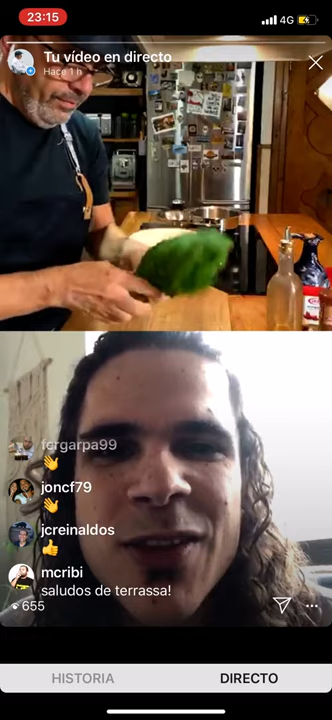 23:15
4G
Tu vídeo en directo
Hace 1 h
fcrgarpa99
joncf79
jcreinaldos
mcribi
saludos de terrassa!
655
HISTORIA
DIRECTO